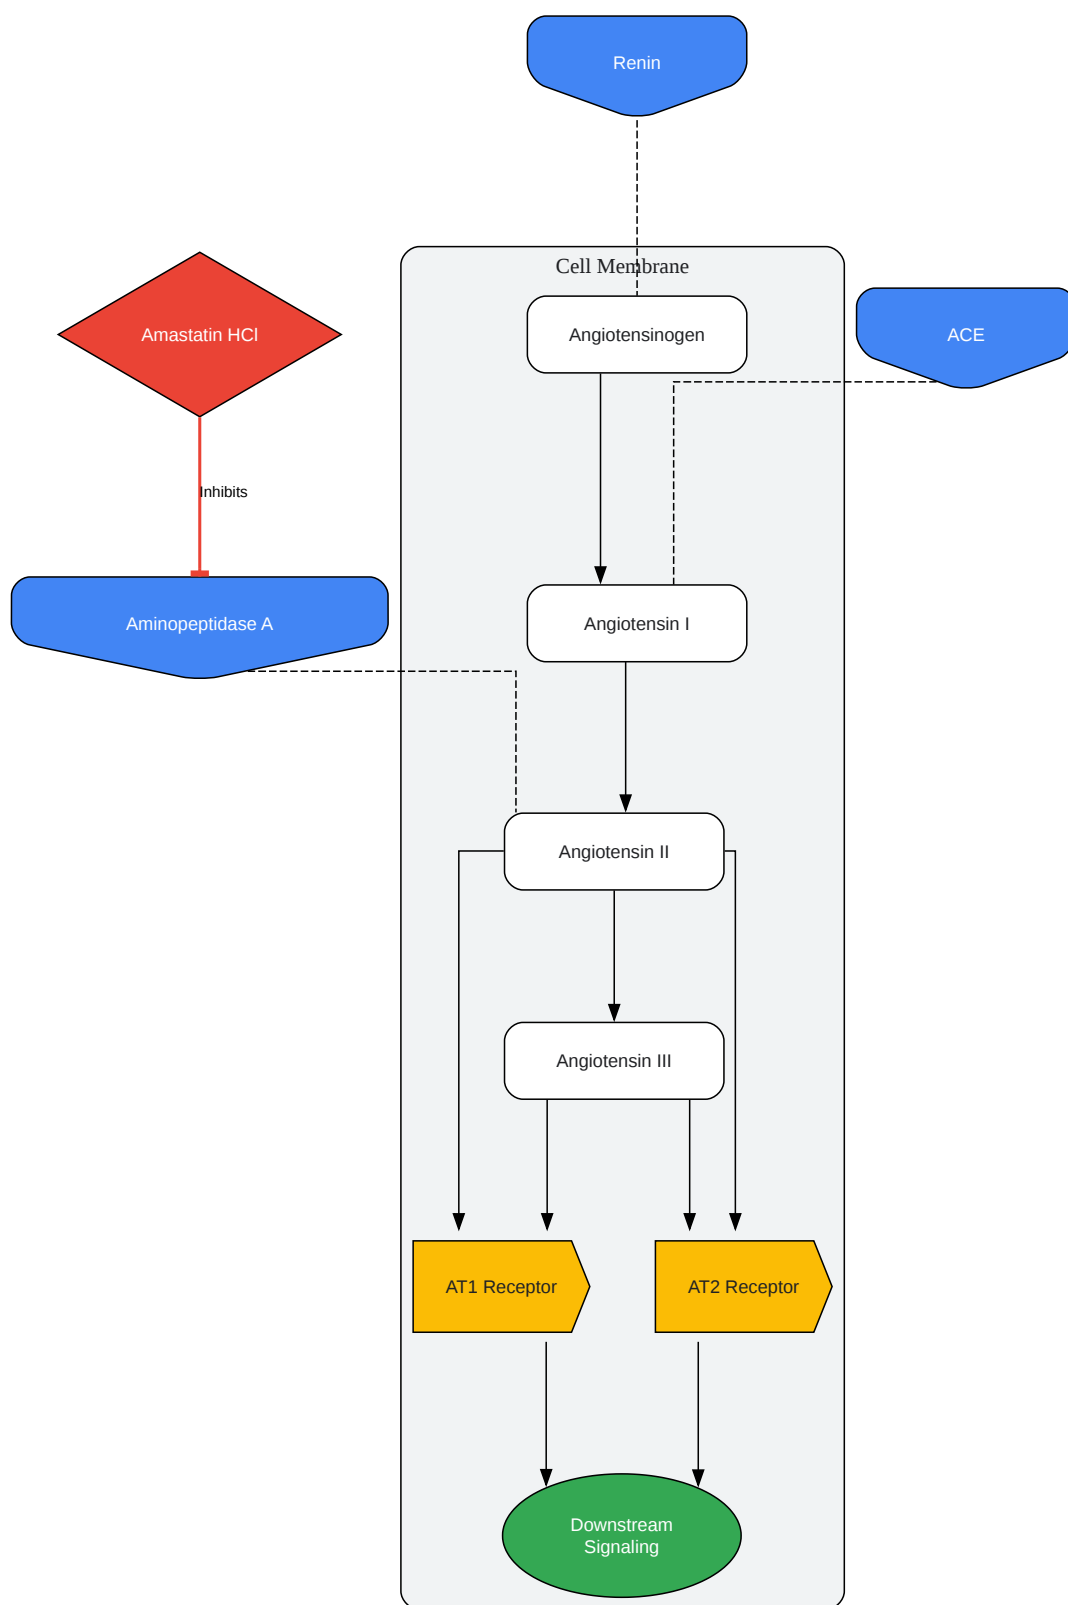 Renin
Cell Membrane
Angiotensinogen
ACE
Amastatin HCl
Inhibits
Aminopeptidase A
Angiotensin I
Angiotensin II
Angiotensin III
AT1 Receptor
AT2 Receptor
Downstream
Signaling